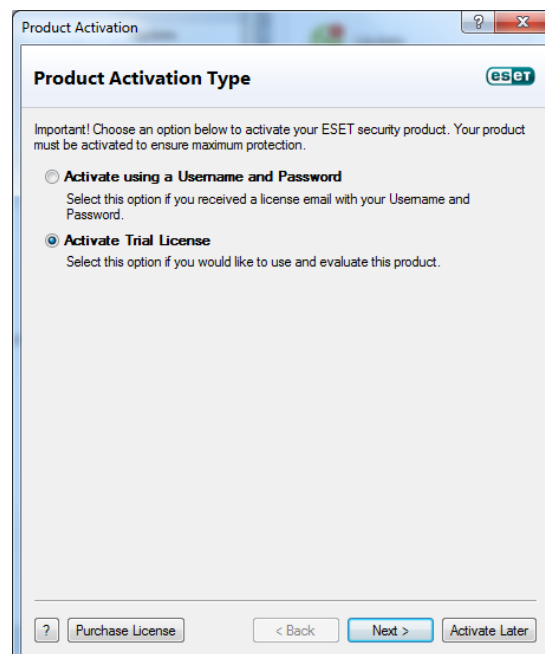 Product Activation
?
Product Activation Type
eseT
Important! Choose an option below to activate your ESET security product. Your product
must be activated to ensure maximum protection.
Activate using a Username and Password
Select this option if you received a license email with your Username and
Password.
Activate Trial License
Select this option if you would like to use and evaluate this product.
? Purchase License < Back Next > Activate Later